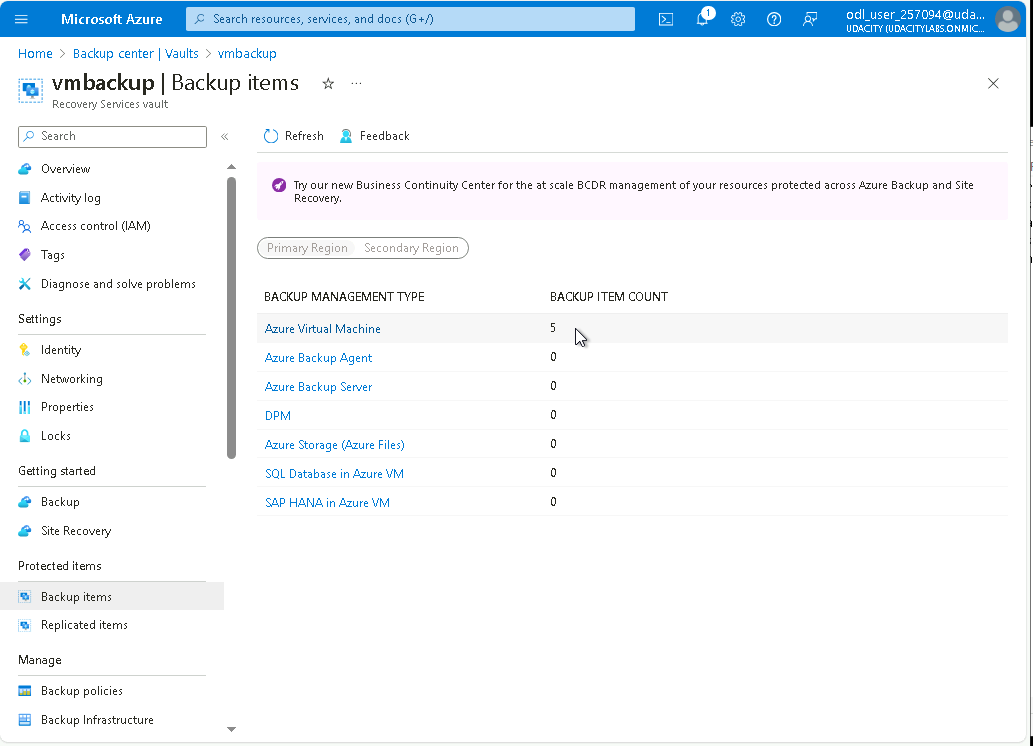 Microsoft Azure
Search resources, services, and docs (G+/)
1
odl_user_257094@uda...
UDACITY (UDACITYLABS.ONMIC...
Home > Backup center | Vaults > vmbackup
vmbackup | Backup items
Recovery Services vault
Search
«
Refresh
Feedback
Try our new Business Continuity Center for the at scale BCDR management of your resources protected across Azure Backup and Site
Recovery.
Primary Region
Secondary Region
BACKUP MANAGEMENT TYPE
BACKUP ITEM COUNT
Azure Virtual Machine 5
Azure Backup Agent 0
Azure Backup Server 0
DPM 0
Azure Storage (Azure Files) 0
SQL Database in Azure VM 0
SAP HANA in Azure VM 0
Overview
Activity log
Access control (IAM)
Tags
Diagnose and solve problems
Settings
Identity
Networking
Properties
Locks
Getting started
Backup
Site Recovery
Protected items
Backup items
Replicated items
Manage
Backup policies
Backup Infrastructure